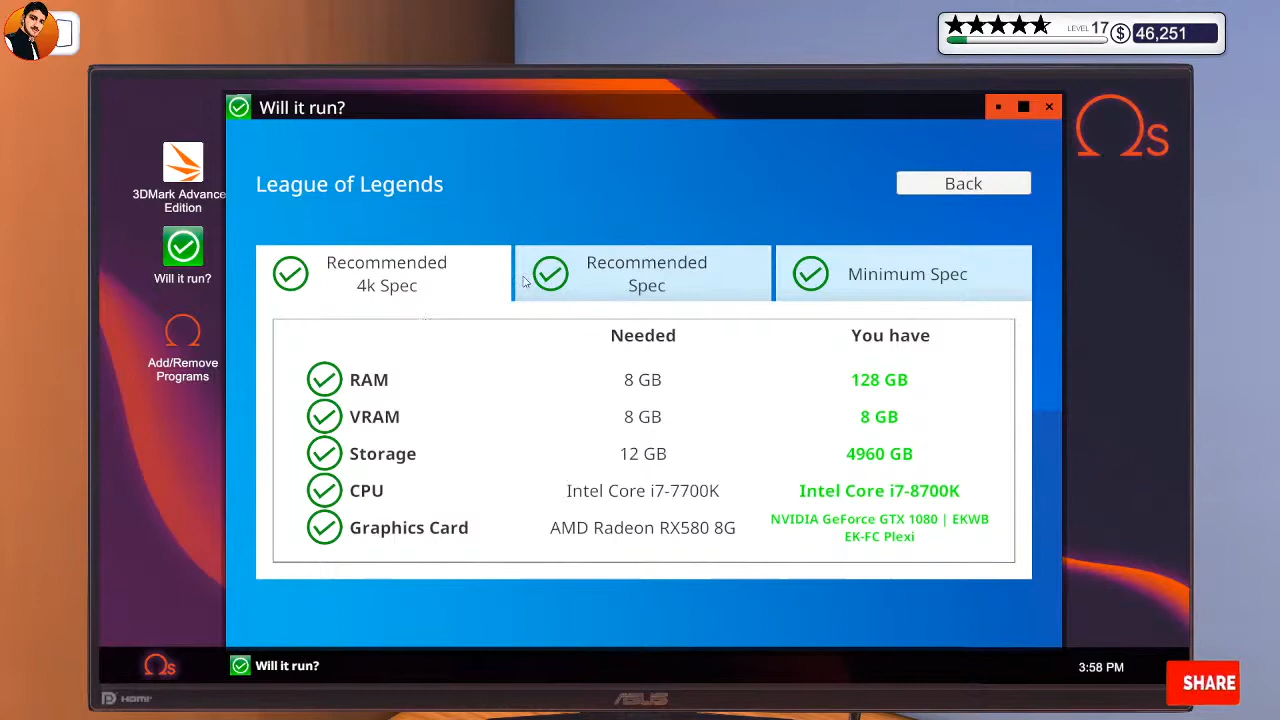 LEVEL 17
$ 46,251
Will it run?
Ωs
3DMark Advance
Edition
Will it run?
Add/Remove
Programs
League of Legends
Back
Recommended
4k Spec
Recommended
Spec
Minimum Spec
Needed
You have
RAM
8 GB
128 GB
VRAM
8 GB
8 GB
Storage
12 GB
4960 GB
CPU
Intel Core i7-7700K
Intel Core i7-8700K
Graphics Card
AMD Radeon RX580 8G
NVIDIA GeForce GTX 1080 | EKWB
EK-FC Plexi
Ωs
Will it run?
3:58 PM
SHARE
HDMI
ASUS